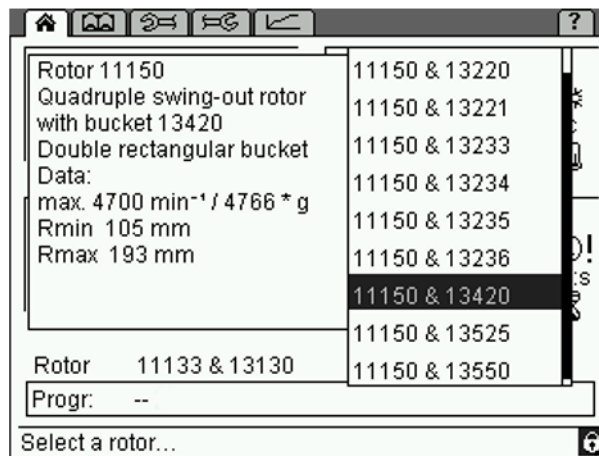 ?
Rotor 11150
Quadruple swing-out rotor
with bucket 13420
Double rectangular bucket
Data:
max. 4700 min⁻¹ / 4766 * g
Rmin 105 mm
Rmax 193 mm
11150 & 13220
11150 & 13221
11150 & 13233
11150 & 13234
11150 & 13235
11150 & 13236
11150 & 13420
11150 & 13525
11150 & 13550
Rotor 11133 & 13130
Progr: --
Select a rotor...